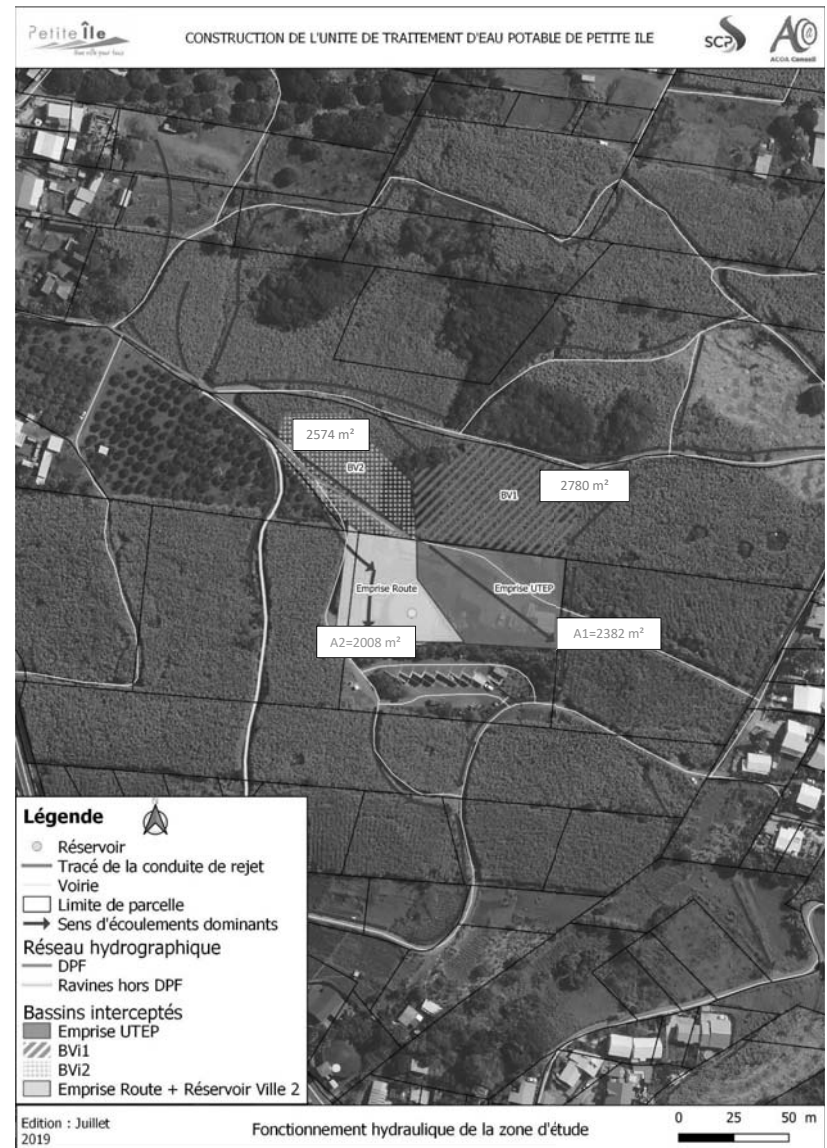 Petite Île
Une ville pour tous
CONSTRUCTION DE L'UNITE DE TRAITEMENT D'EAU POTABLE DE PETITE ILE
SCP
ACOA Conseil
2574 m²
BV2
2780 m²
BV1
Emprise Route
Emprise UTEP
A2=2008 m²
A1=2382 m²
Légende
Réservoir
Tracé de la conduite de rejet
Voirie
Limite de parcelle
Sens d'écoulements dominants
Réseau hydrographique
DPF
Ravines hors DPF
Bassins interceptés
Emprise UTEP
BVi1
BVi2
Emprise Route + Réservoir Ville 2
Edition : Juillet
2019
Fonctionnement hydraulique de la zone d'étude
0 25 50 m